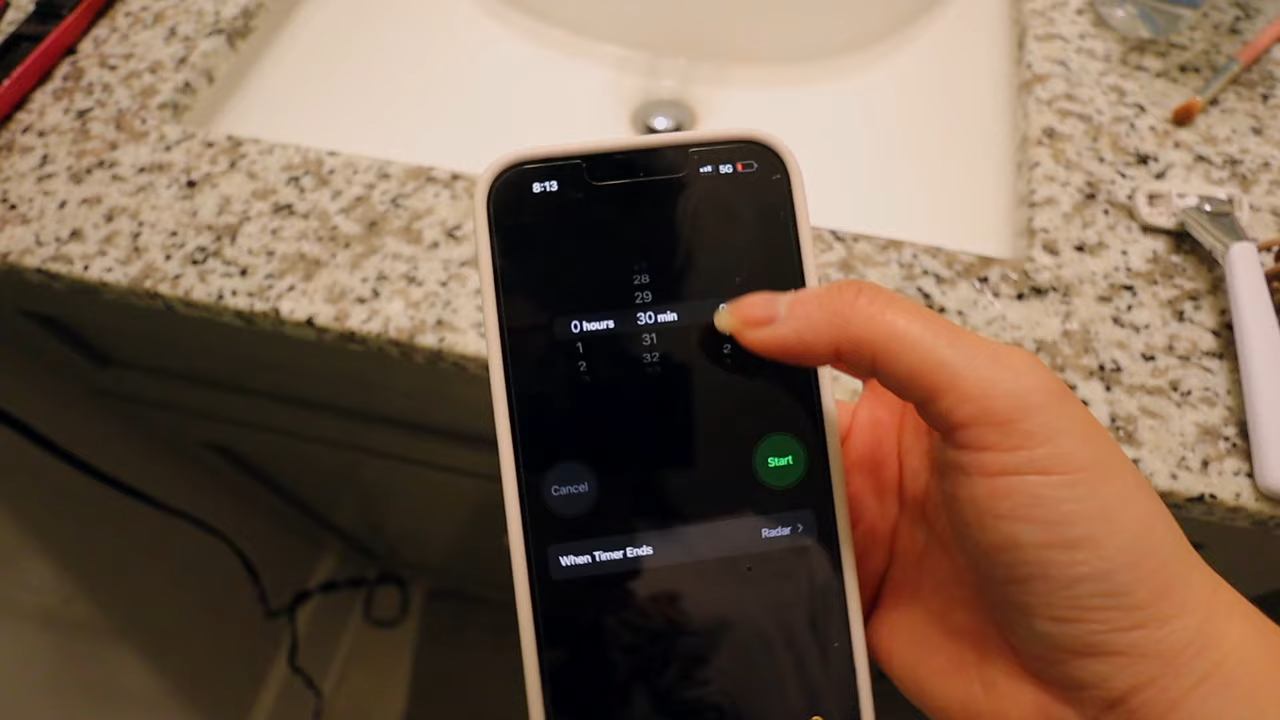 8:13 5G
28
29
0 hours 30 min
1 31
2 32 2
Start
Cancel
When Timer Ends Radar